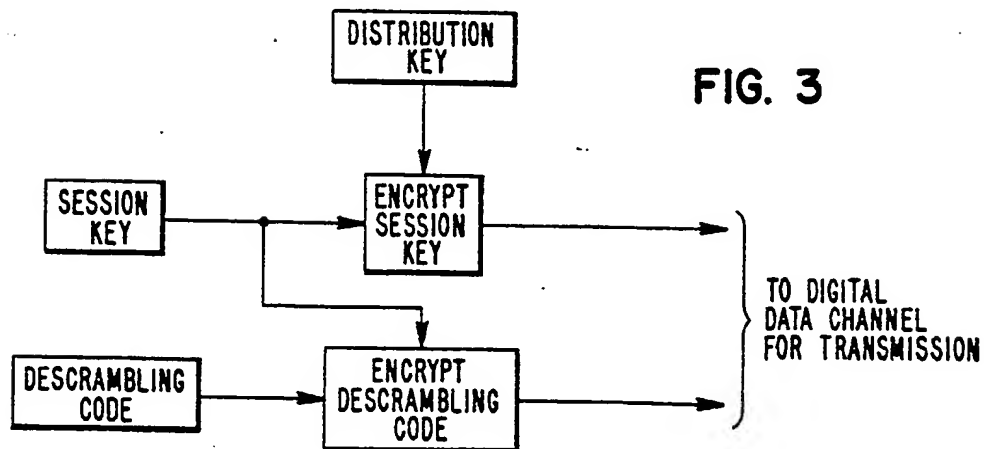 DISTRIBUTION
KEY
FIG. 3
SESSION
KEY
ENCRYPT
SESSION
KEY
TO DIGITAL
DATA CHANNEL
FOR TRANSMISSION
DESCRAMBLING
CODE
ENCRYPT
DESCRAMBLING
CODE